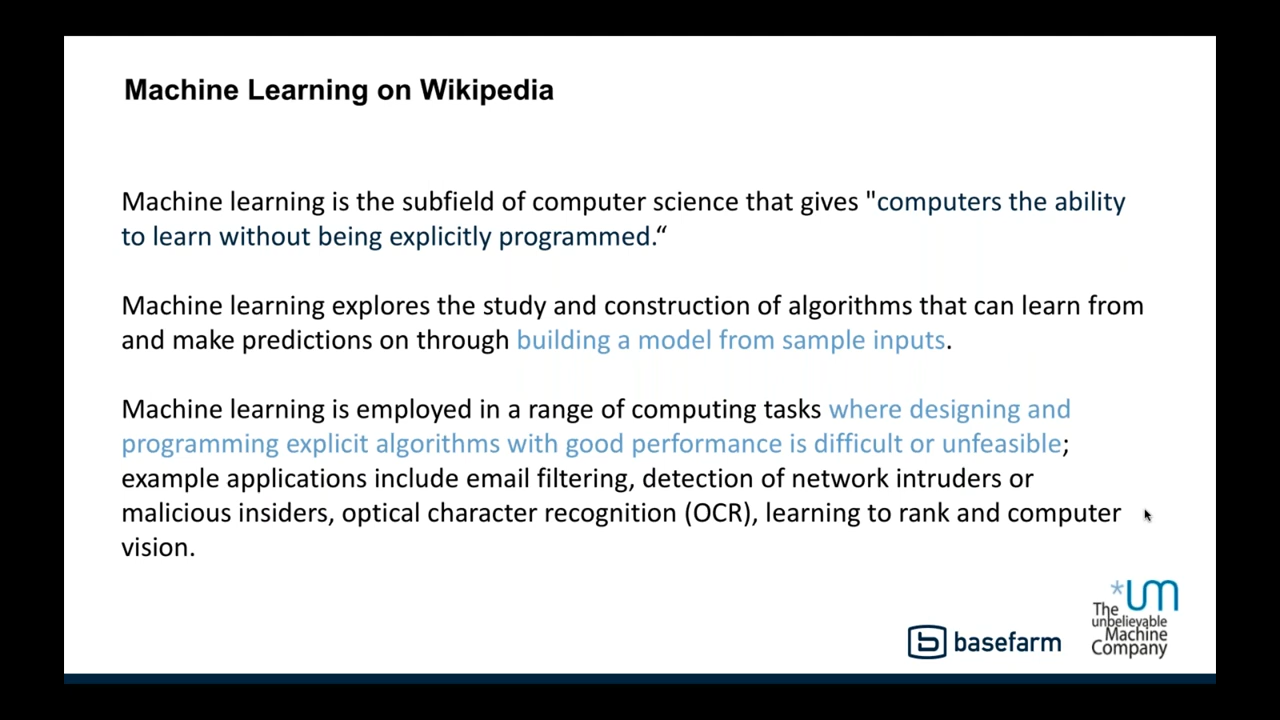 Machine Learning on Wikipedia
Machine learning is the subfield of computer science that gives "computers the ability
to learn without being explicitly programmed.“
Machine learning explores the study and construction of algorithms that can learn from
and make predictions on through building a model from sample inputs.
Machine learning is employed in a range of computing tasks where designing and
programming explicit algorithms with good performance is difficult or unfeasible;
example applications include email filtering, detection of network intruders or
malicious insiders, optical character recognition (OCR), learning to rank and computer
vision.
basefarm
*um
The
unbelievable
Machine
Company